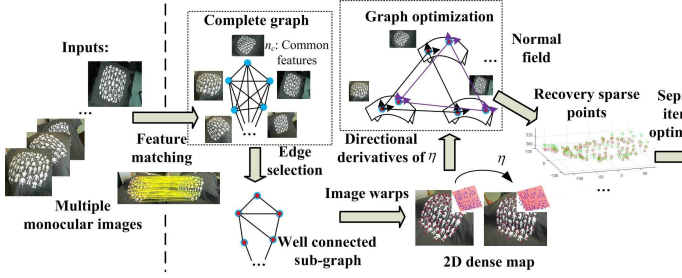 Inputs:
...
Multiple
monocular images
Feature
matching
Complete graph
n_c: Common
features
...
Edge
selection
Well connected
sub-graph
...
Image warps
η
2D dense map
Directional
derivatives of η
Graph optimization
...
Normal
field
Recovery sparse
points
...